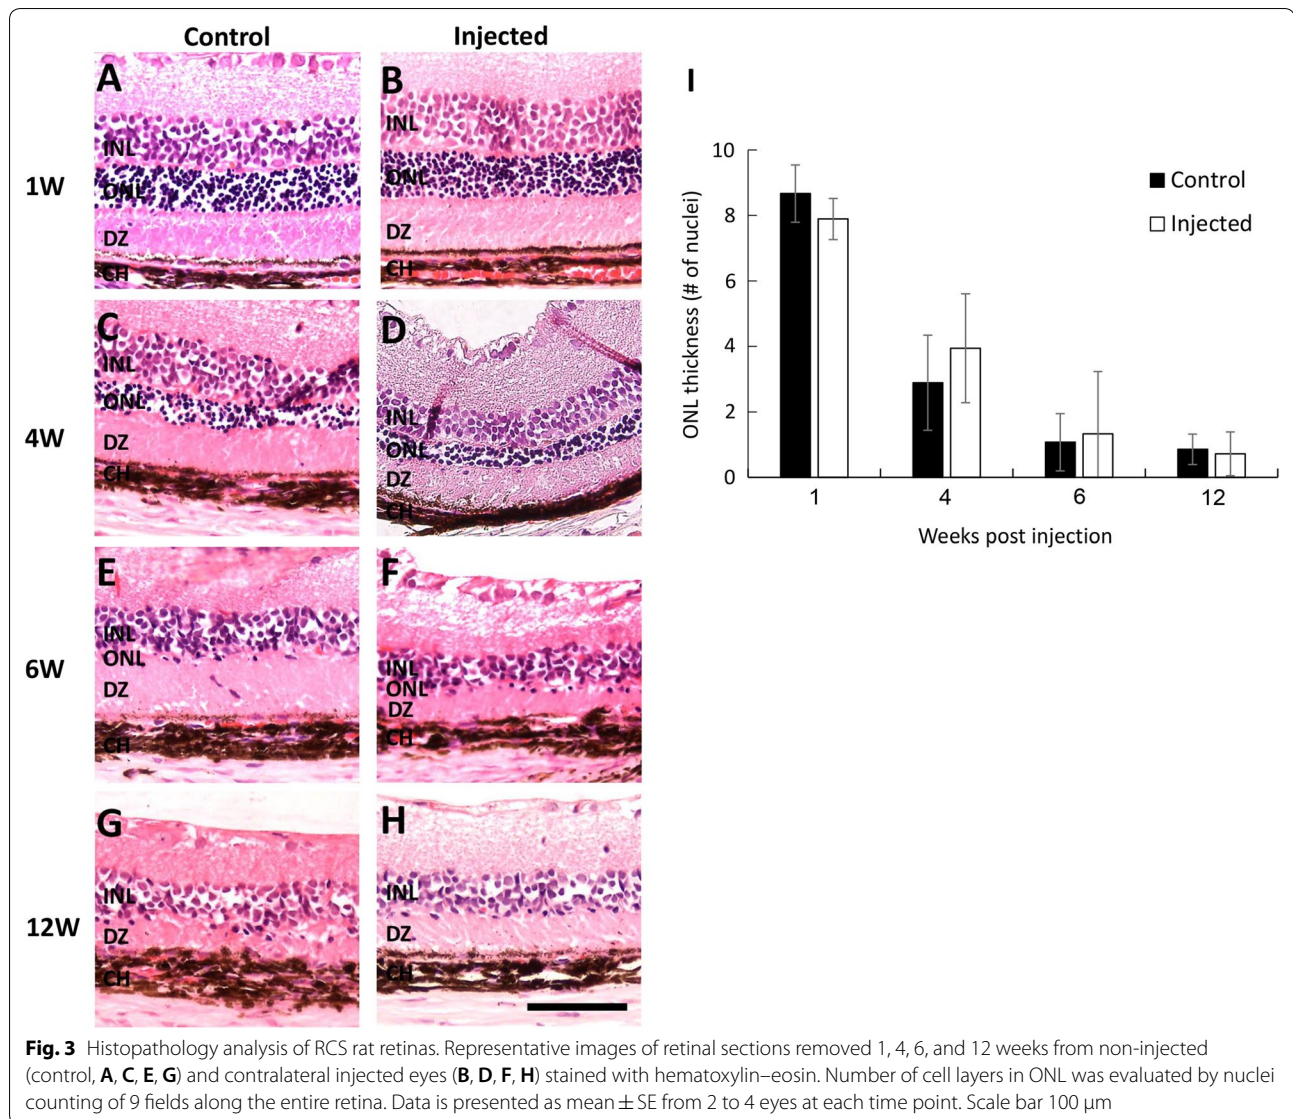 Control Injected
1W
A
INL
ONL
DZ
CH
B
INL
ONL
DZ
CH
4W
C
INL
ONL
DZ
CH
D
INL
ONL
DZ
CH
6W
E
INL
ONL
DZ
CH
F
INL
ONL
DZ
CH
12W
G
INL
DZ
CH
H
INL
DZ
CH
I
ONL thickness (# of nuclei)
10
8
6
4
2
0
Control
Injected
1 4 6 12
Weeks post injection
Fig. 3 Histopathology analysis of RCS rat retinas. Representative images of retinal sections removed 1, 4, 6, and 12 weeks from non-injected
(control, A, C, E, G) and contralateral injected eyes (B, D, F, H) stained with hematoxylin–eosin. Number of cell layers in ONL was evaluated by nuclei
counting of 9 fields along the entire retina. Data is presented as mean ± SE from 2 to 4 eyes at each time point. Scale bar 100 μm